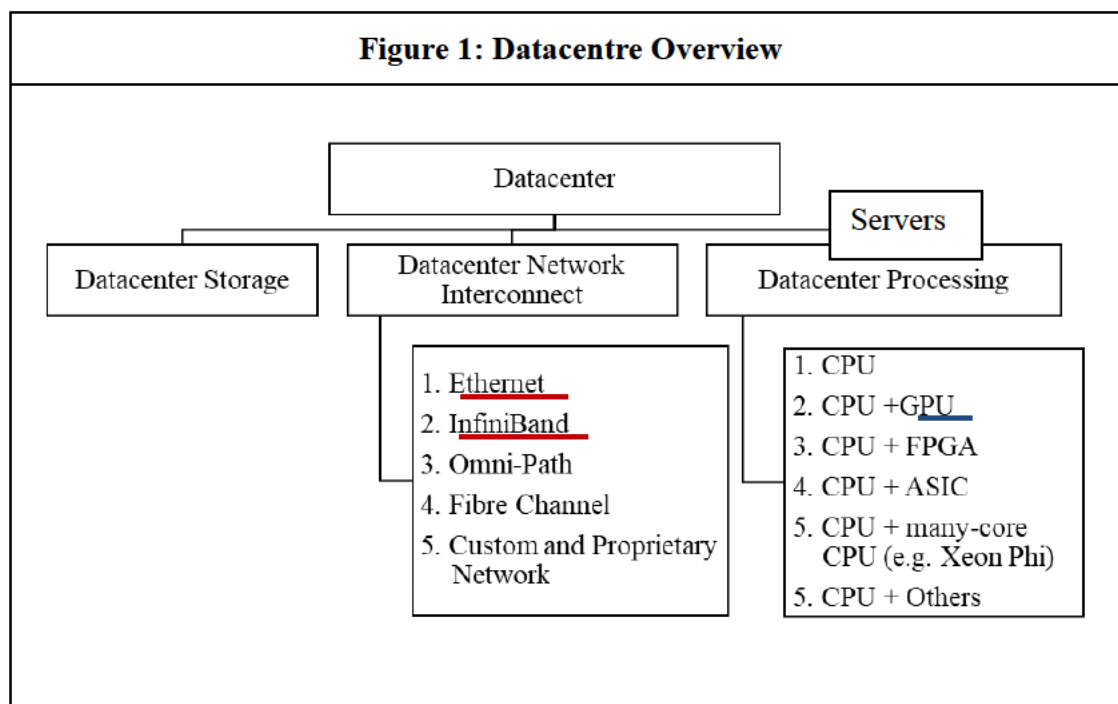 Figure 1: Datacentre Overview
Datacenter
Servers
Datacenter Storage
Datacenter Network
Interconnect
Datacenter Processing
1. Ethernet
2. InfiniBand
3. Omni-Path
4. Fibre Channel
5. Custom and Proprietary
Network
1. CPU
2. CPU +GPU
3. CPU + FPGA
4. CPU + ASIC
5. CPU + many-core
CPU (e.g. Xeon Phi)
5. CPU + Others